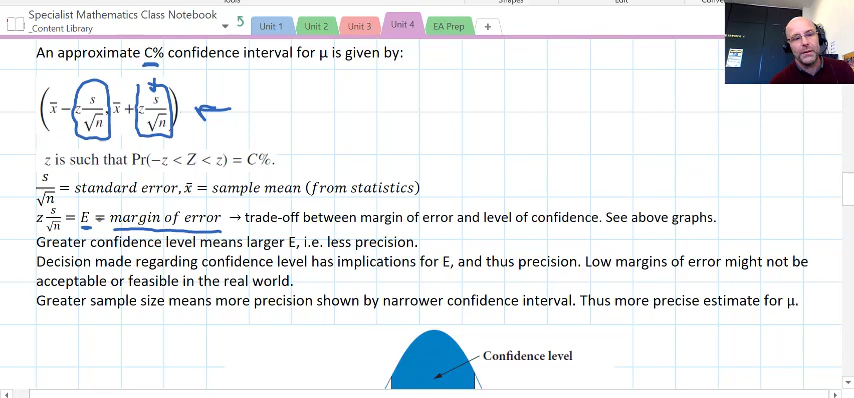 Specialist Mathematics Class Notebook
_Content Library
Unit 1
Unit 2
Unit 3
Unit 4
EA Prep
+
An approximate C% confidence interval for μ is given by:
(x̄ − z s/√n, x̄ + z s/√n)
z is such that Pr(−z < Z < z) = C%.
s/√n = standard error, x̄ = sample mean (from statistics)
z s/√n = E = margin of error → trade-off between margin of error and level of confidence. See above graphs.
Greater confidence level means larger E, i.e. less precision.
Decision made regarding confidence level has implications for E, and thus precision. Low margins of error might not be
acceptable or feasible in the real world.
Greater sample size means more precision shown by narrower confidence interval. Thus more precise estimate for μ.
Confidence level